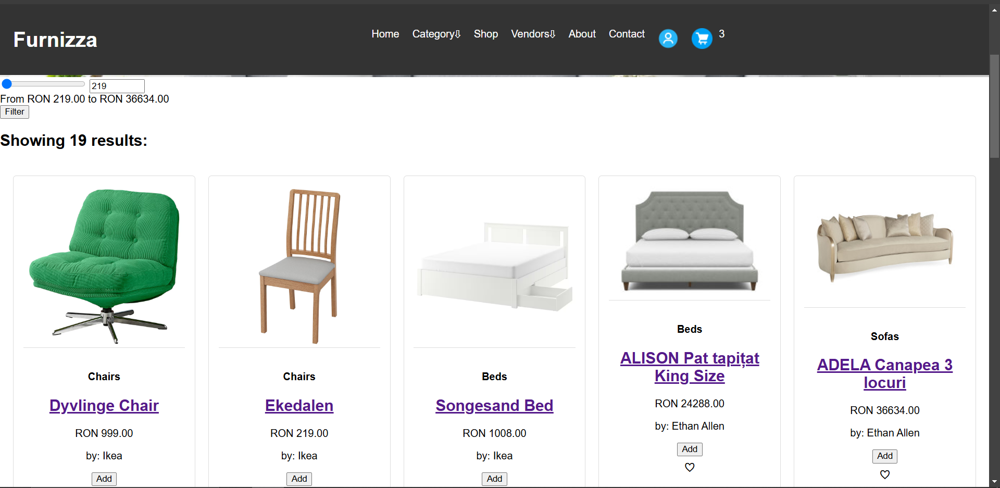 Furnizza
Home Category⇩ Shop Vendors⇩ About Contact 3
219
From RON 219.00 to RON 36634.00
Filter
Showing 19 results:
Chairs
Dyvlinge Chair
RON 999.00
by: Ikea
Add
Chairs
Ekedalen
RON 219.00
by: Ikea
Add
Beds
Songesand Bed
RON 1008.00
by: Ikea
Add
Beds
ALISON Pat tapițat
King Size
RON 24288.00
by: Ethan Allen
Add
Sofas
ADELA Canapea 3
locuri
RON 36634.00
by: Ethan Allen
Add